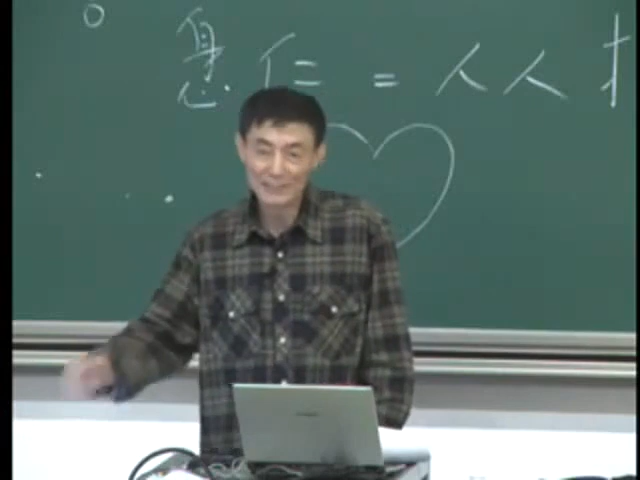 仁 = 人人